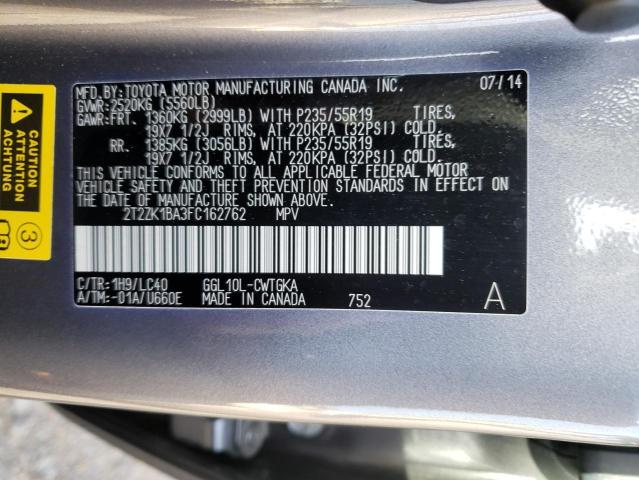 MFD.BY:TOYOTA MOTOR MANUFACTURING CANADA INC. 07/14
GVWR:2520KG (5560LB)
GAWR:FRT. 1360KG (2999LB) WITH P235/55R19 TIRES,
19X7 1/2J RIMS, AT 220KPA (32PSI) COLD.
RR. 1385KG (3056LB) WITH P235/55R19 TIRES,
19X7 1/2J RIMS, AT 220KPA (32PSI) COLD.
THIS VEHICLE CONFORMS TO ALL APPLICABLE FEDERAL MOTOR
VEHICLE SAFETY AND THEFT PREVENTION STANDARDS IN EFFECT ON
THE DATE OF MANUFACTURE SHOWN ABOVE.
2T2ZK1BA3FC162762 MPV
C/TR:1H9/LC40 GGL10L-CWTGKA
A/TM:-01A/U660E MADE IN CANADA 752 A
ATTENTION
ACHTUNG
3